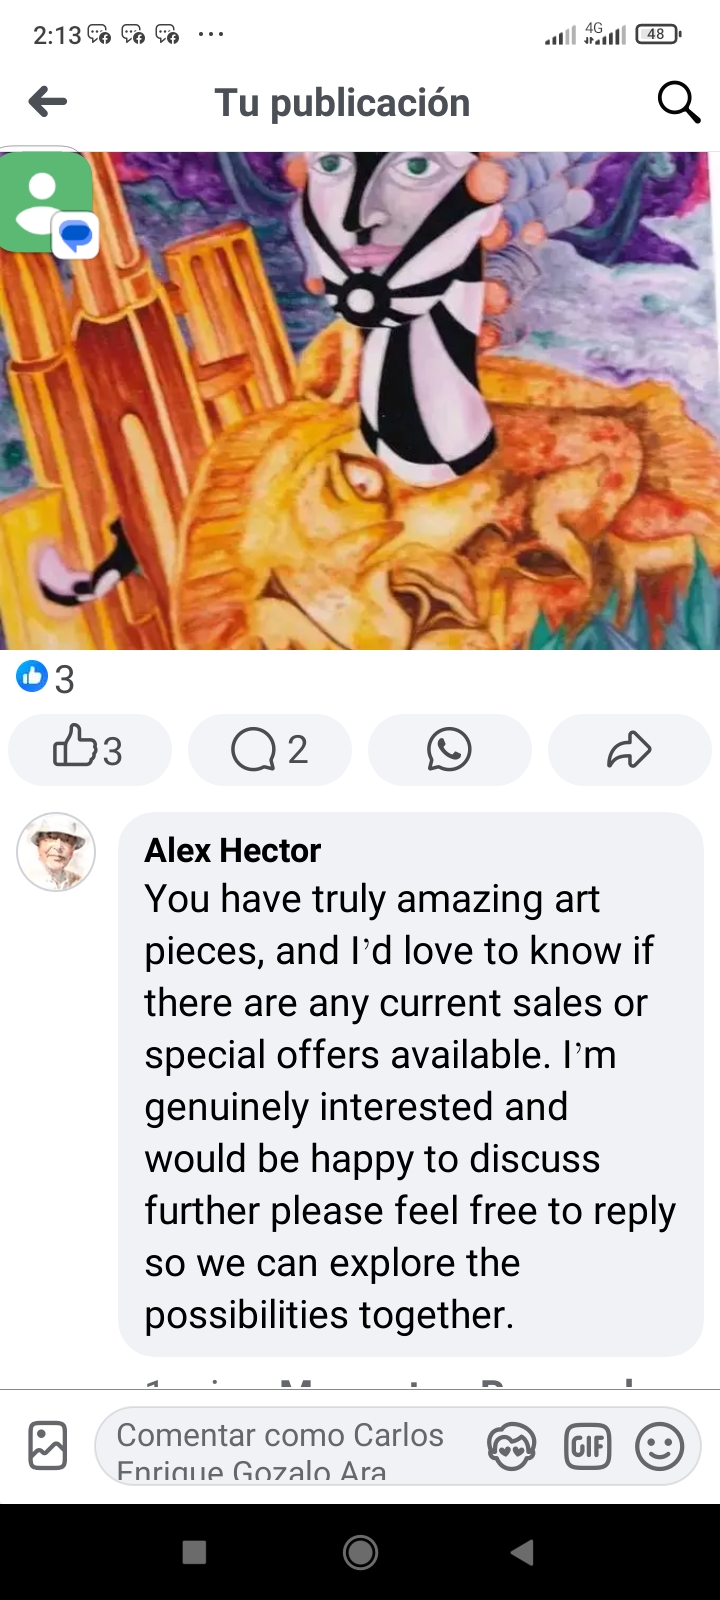 2:13
4G
48
Tu publicación
3
3
2
Alex Hector
You have truly amazing art
pieces, and I’d love to know if
there are any current sales or
special offers available. I’m
genuinely interested and
would be happy to discuss
further please feel free to reply
so we can explore the
possibilities together.
Comentar como Carlos
Enrique Gozalo Ara
GIF